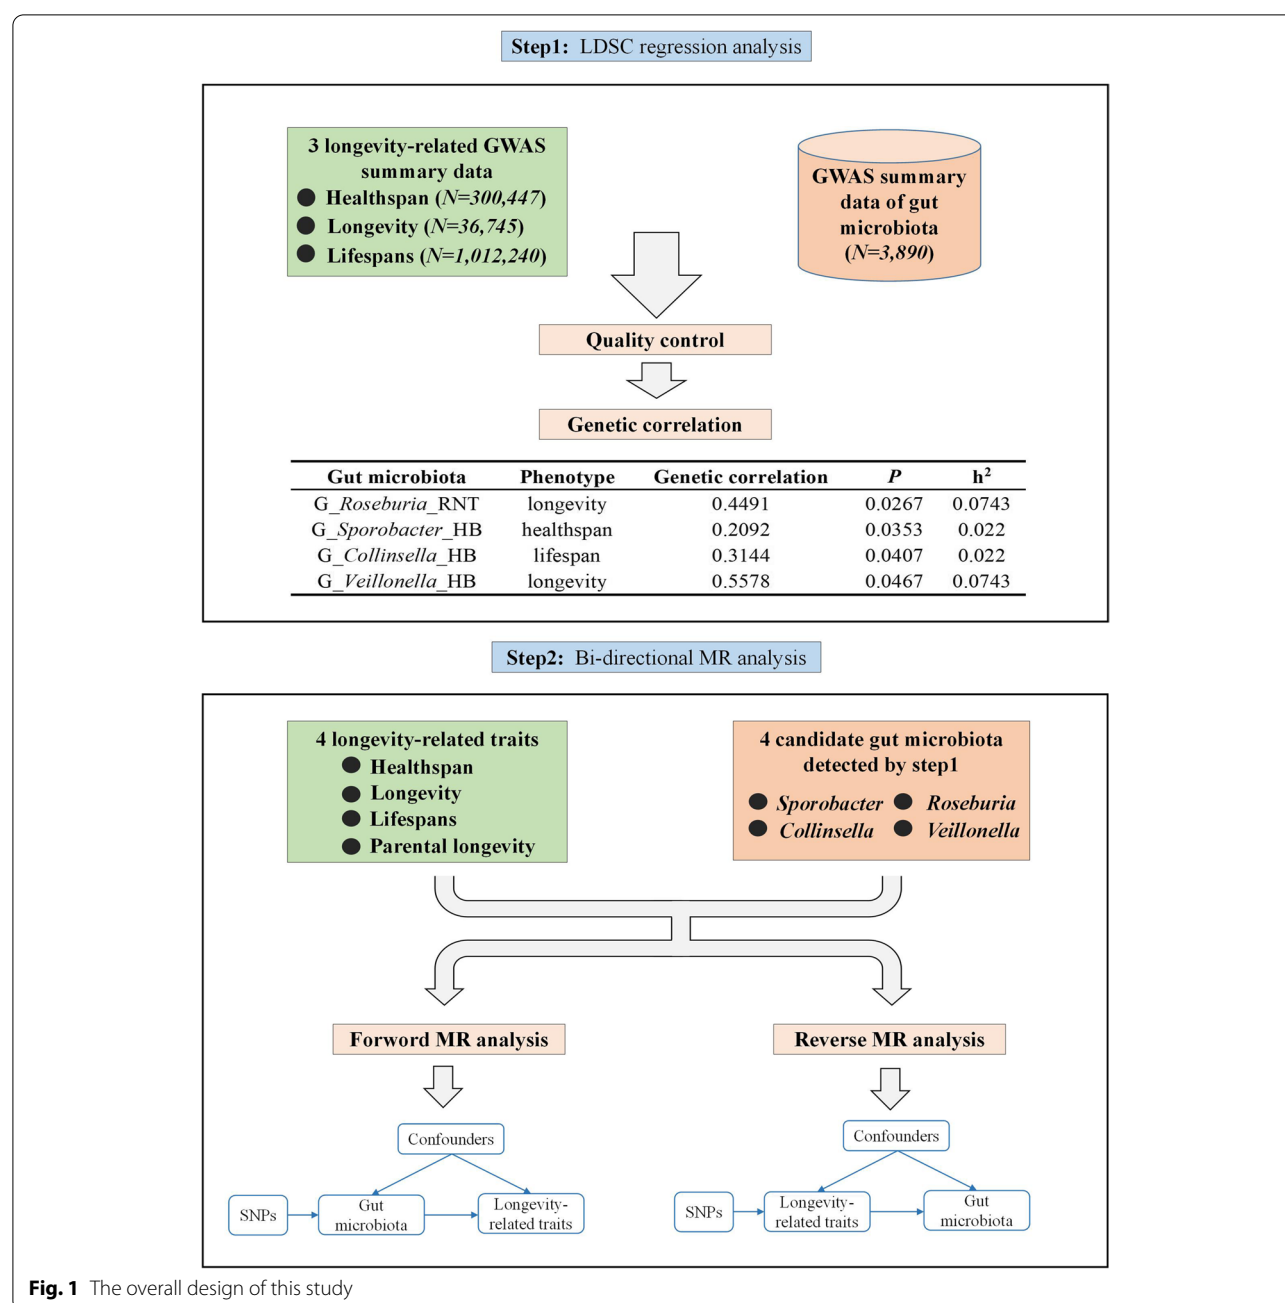 Step1: LDSC regression analysis
3 longevity-related GWAS
summary data
● Healthspan (N=300,447)
● Longevity (N=36,745)
● Lifespans (N=1,012,240)
GWAS summary
data of gut
microbiota
(N=3,890)
Quality control
Genetic correlation
Gut microbiota Phenotype Genetic correlation P h²
G_Roseburia_RNT longevity 0.4491 0.0267 0.0743
G_Sporobacter_HB healthspan 0.2092 0.0353 0.022
G_Collinsella_HB lifespan 0.3144 0.0407 0.022
G_Veillonella_HB longevity 0.5578 0.0467 0.0743
Step2: Bi-directional MR analysis
4 longevity-related traits
● Healthspan
● Longevity
● Lifespans
● Parental longevity
4 candidate gut microbiota
detected by step1
● Sporobacter ● Roseburia
● Collinsella ● Veillonella
Forword MR analysis
Reverse MR analysis
Confounders
SNPs
Gut
microbiota
Longevity-
related traits
Confounders
SNPs
Longevity-
related traits
Gut
microbiota
Fig. 1 The overall design of this study